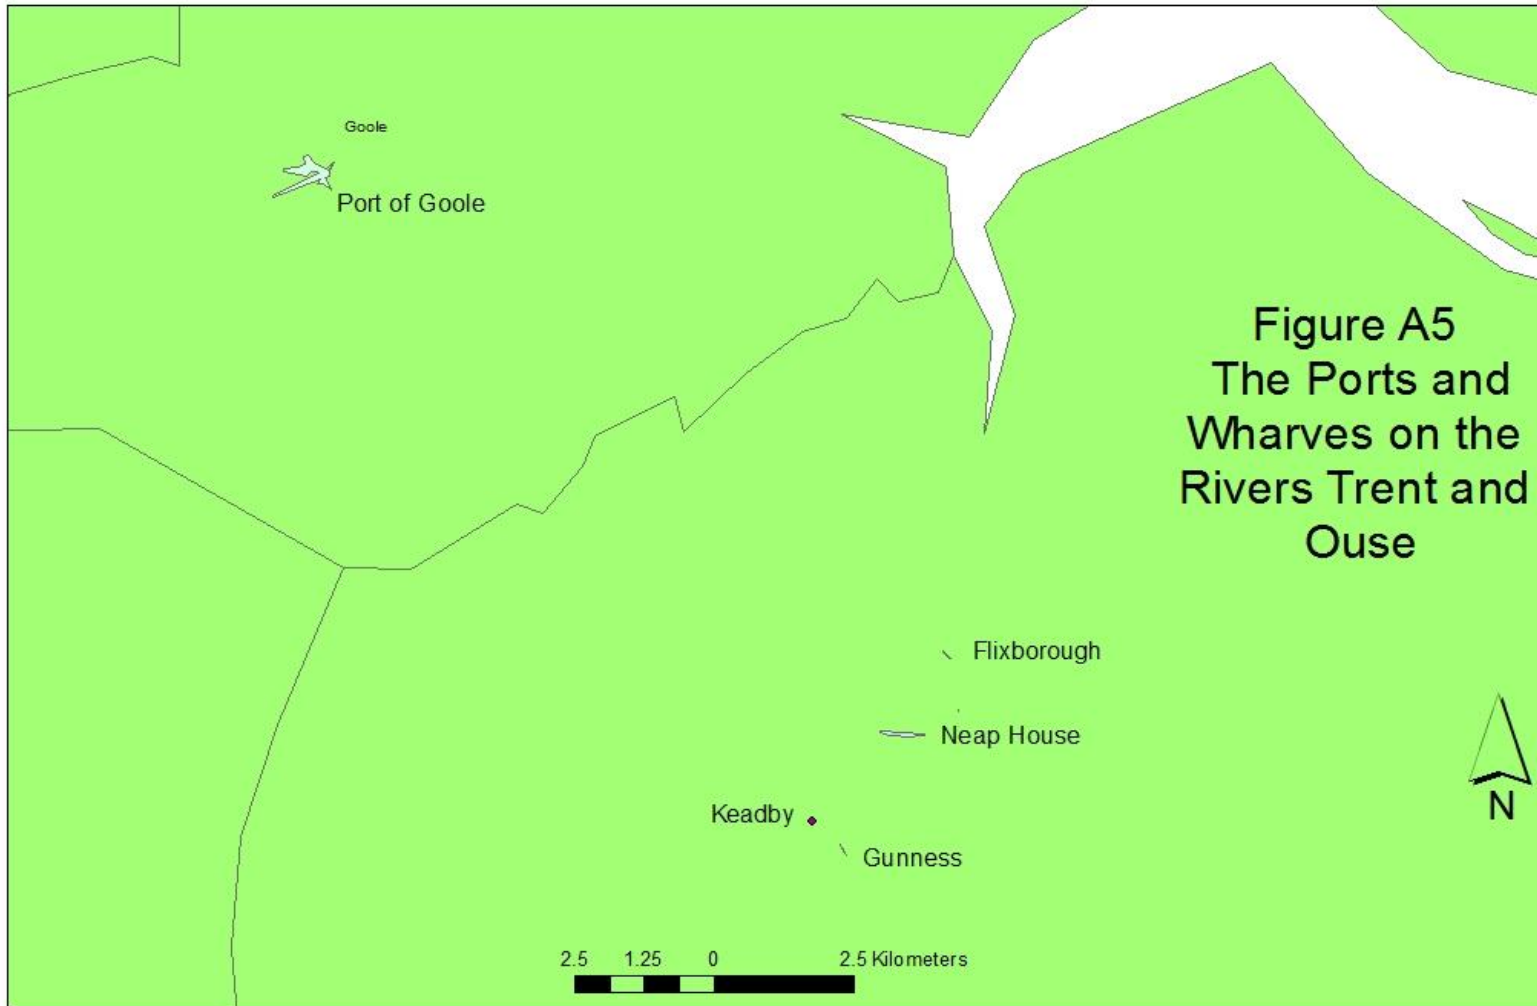 Goole
Port of Goole
Figure A5
The Ports and
Wharves on the
Rivers Trent and
Ouse
Flixborough
Neap House
Keadby
Gunness
N
2.5 1.25 0 2.5 Kilometers